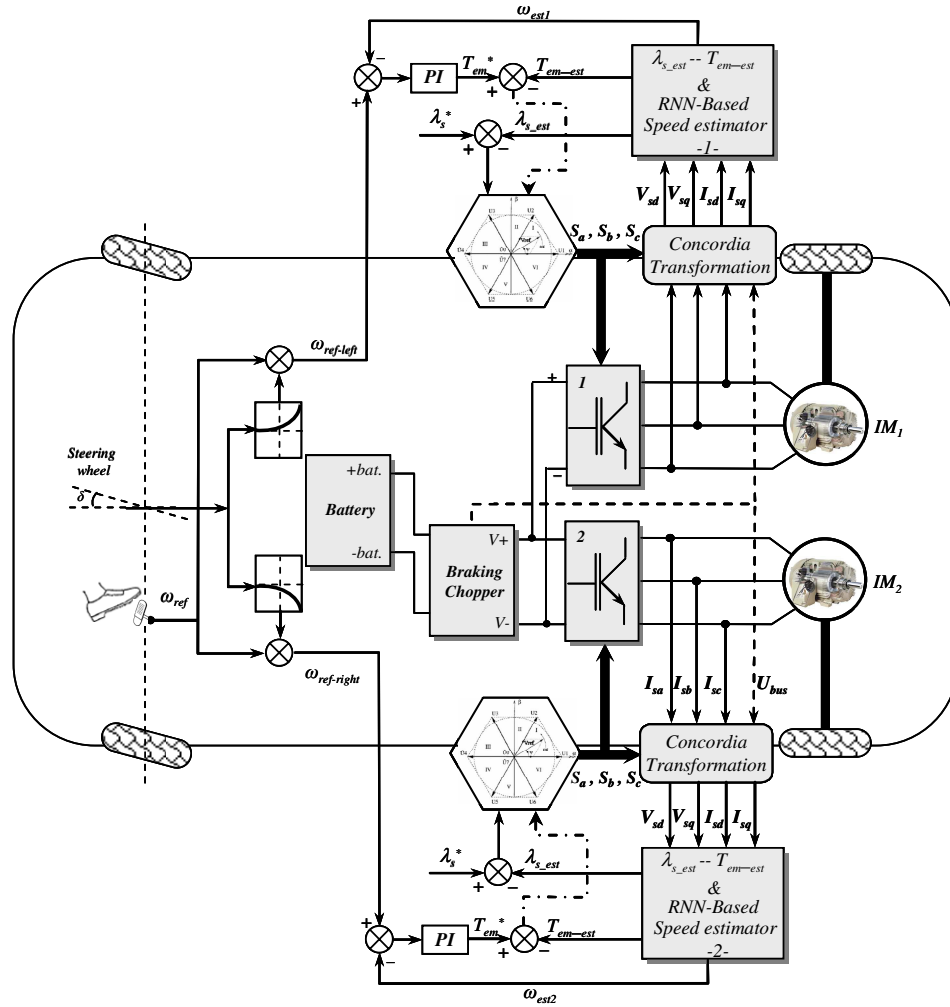 ω_est1
−
+
PI
T_em*
+
−
T_em—est
λ_s_est -- T_em—est
&
RNN-Based
Speed estimator
-1-
λ_s*
+
−
λ_s_est
V_sd V_sq I_sd I_sq
S_a , S_b , S_c
Concordia
Transformation
ω_ref-left
+
−
1
IM_1
Steering
wheel
δ
+bat.
Battery
-bat.
V+
Braking
Chopper
V-
2
IM_2
ω_ref
ω_ref-right
I_sa I_sb I_sc U_bus
S_a , S_b , S_c
Concordia
Transformation
V_sd V_sq I_sd I_sq
λ_s*
+
−
λ_s_est
λ_s_est -- T_em—est
&
RNN-Based
Speed estimator
-2-
+
−
PI
T_em*
+
−
T_em—est
ω_est2